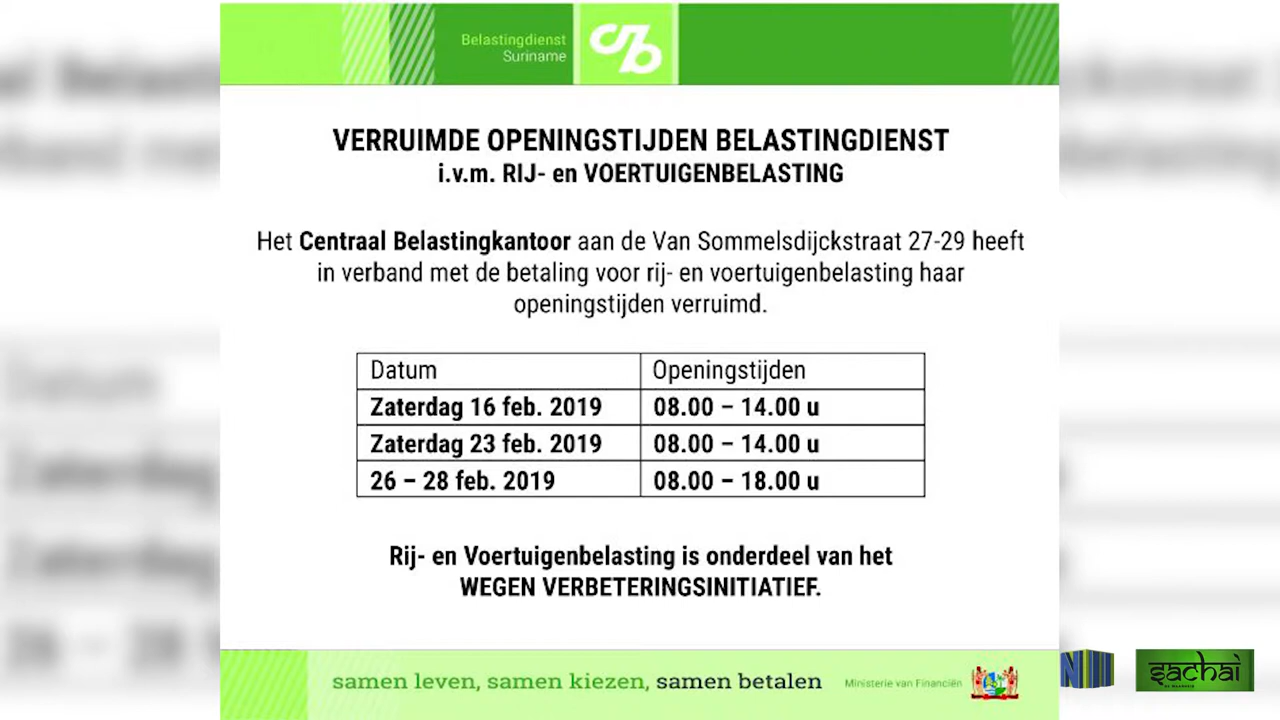 Belastingdienst
Suriname
VERRUIMDE OPENINGSTIJDEN BELASTINGDIENST
i.v.m. RIJ- en VOERTUIGENBELASTING
Het Centraal Belastingkantoor aan de Van Sommelsdijckstraat 27-29 heeft
in verband met de betaling voor rij- en voertuigenbelasting haar
openingstijden verruimd.
Datum Openingstijden
Zaterdag 16 feb. 2019 08.00 – 14.00 u
Zaterdag 23 feb. 2019 08.00 – 14.00 u
26 – 28 feb. 2019 08.00 – 18.00 u
Rij- en Voertuigenbelasting is onderdeel van het
WEGEN VERBETERINGSINITIATIEF.
samen leven, samen kiezen, samen betalen
Ministerie van Financiën
sachai